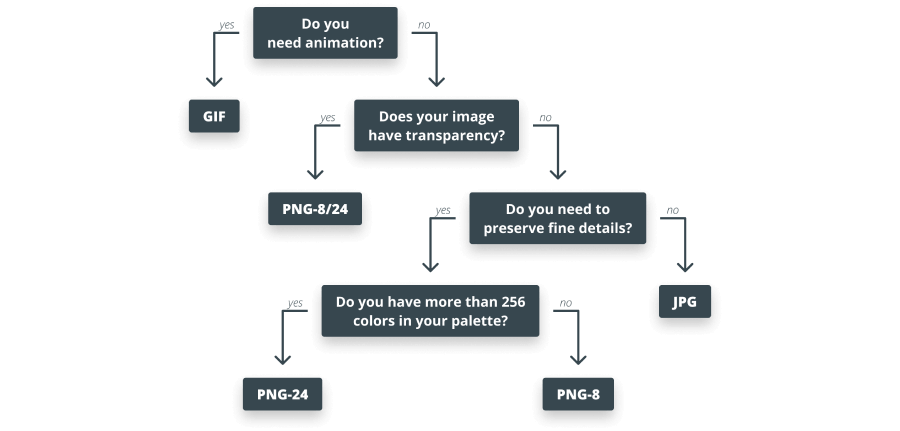 Do you
need animation?
yes
no
GIF
Does your image
have transparency?
yes
no
PNG-8/24
Do you need to
preserve fine details?
yes
no
JPG
Do you have more than 256
colors in your palette?
yes
no
PNG-24
PNG-8